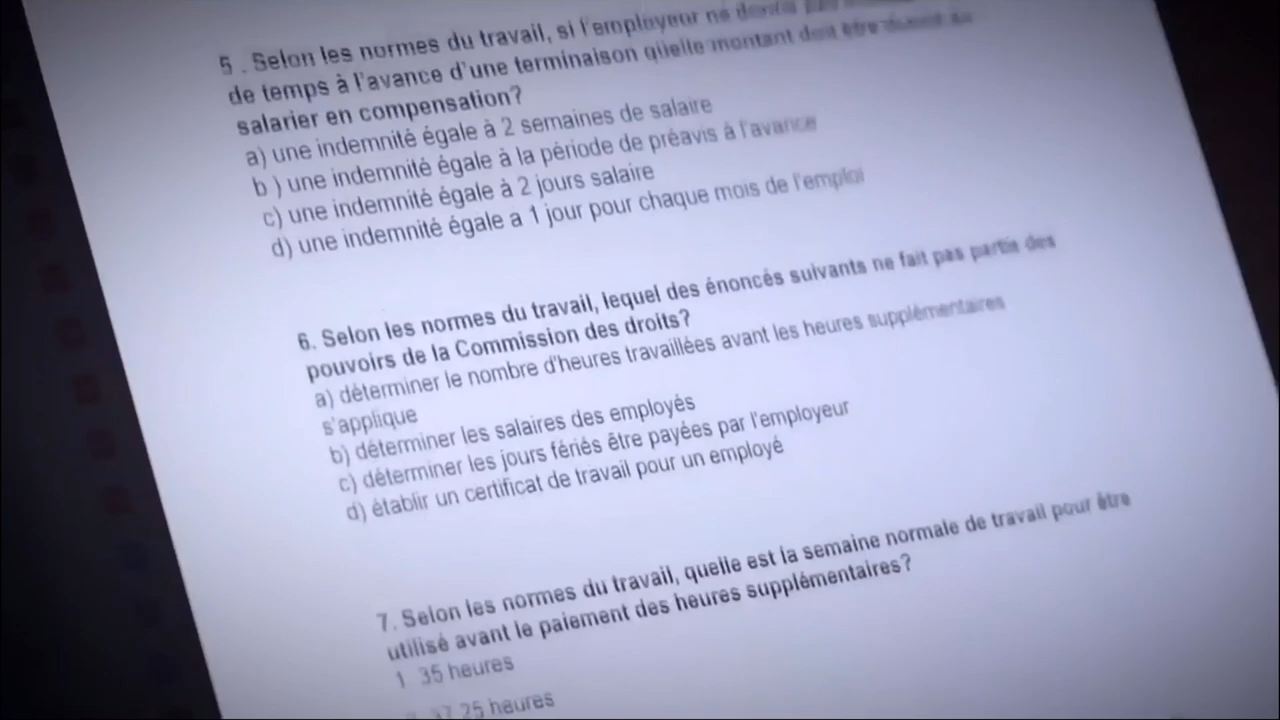 5 . Selon les normes du travail, si l'employeur ne donne pas
de temps à l'avance d'une terminaison qùelle montant doit être donné au
salarier en compensation?
a) une indemnité égale à 2 semaines de salaire
b ) une indemnité égale à la période de préavis à l'avance
c) une indemnité égale à 2 jours salaire
d) une indemnité égale a 1 jour pour chaque mois de l'emploi
6. Selon les normes du travail, lequel des énoncés suivants ne fait pas partie des
pouvoirs de la Commission des droits?
a) déterminer le nombre d'heures travaillées avant les heures supplémentaires
s'applique
b) déterminer les salaires des employés
c) déterminer les jours fériés être payées par l'employeur
d) établir un certificat de travail pour un employé
7. Selon les normes du travail, quelle est la semaine normale de travail pour être
utilisé avant le paiement des heures supplémentaires?
1 35 heures
37.25 heures